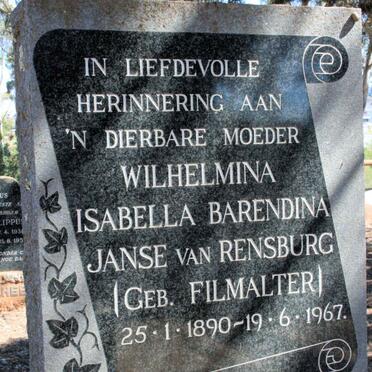 IN LIEFDEVOLLE
HERINNERING AAN
'N DIERBARE MOEDER
WILHELMINA
ISABELLA BARENDINA
JANSE VAN RENSBURG
(GEB. FILMALTER)
25·1·1890–19·6·1967.